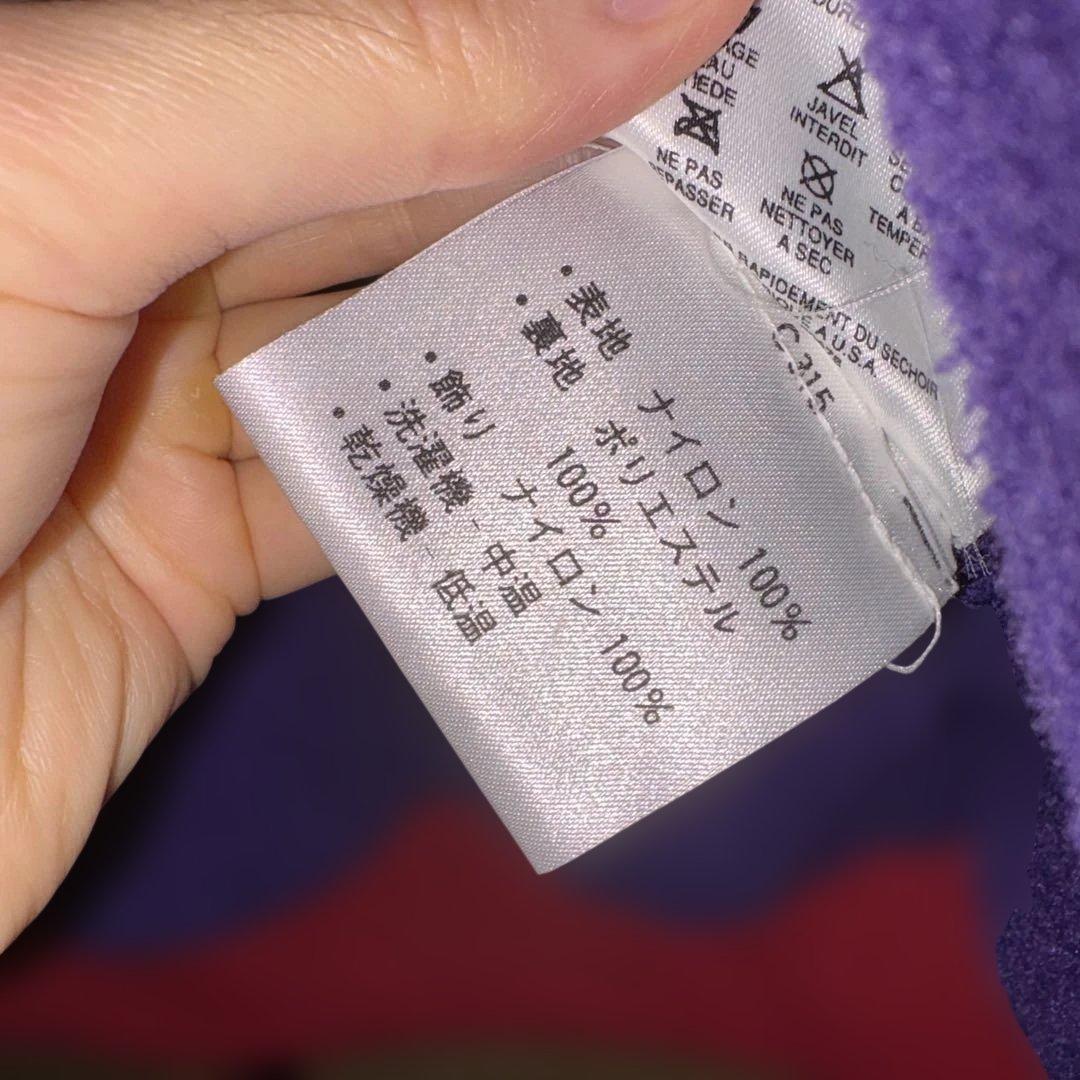 ・表地 ナイロン 100%
・裏地 ポリエステル
100%
・飾り ナイロン 100%
・洗濯機 - 中温
・乾燥機 - 低温
JAVEL
INTERDIT
NE PAS
NE PAS
NETTOYER
A SEC
RAPIDEMENT DU SECHOIR
A U.S.A.
C 315